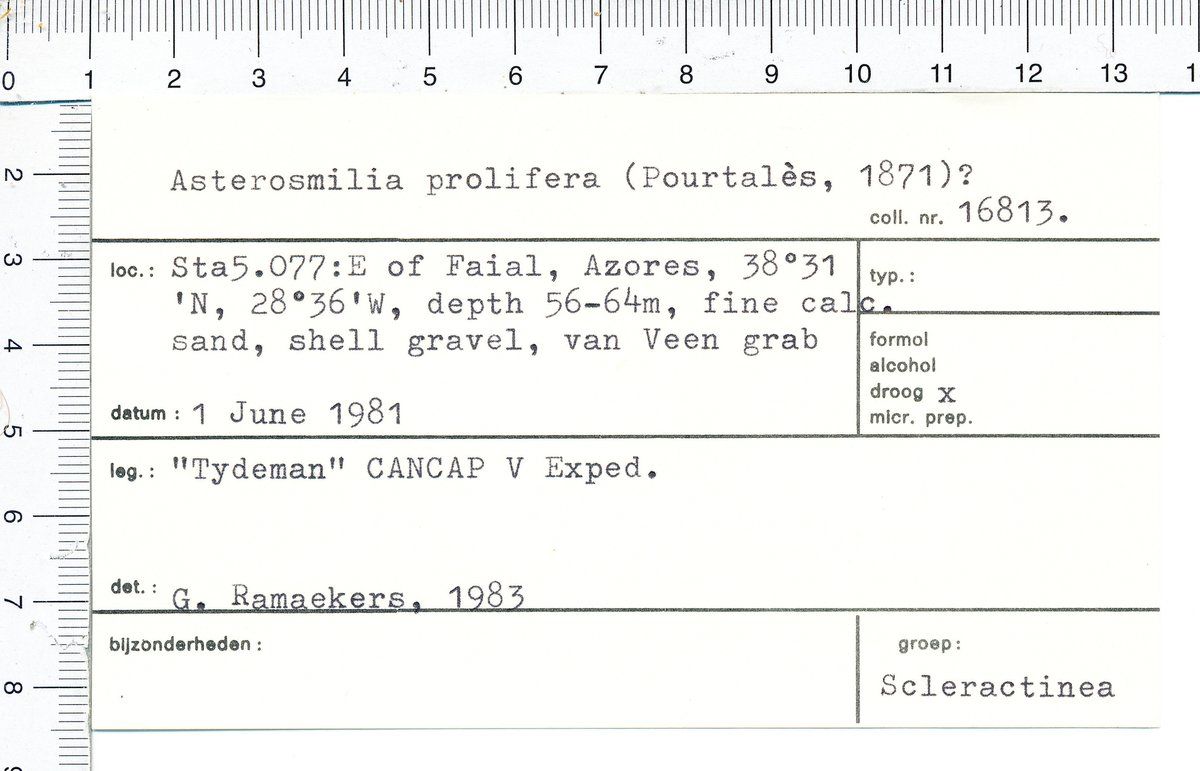 0 1 2 3 4 5 6 7 8 9 10 11 12 13 1
2
3
4
5
6
7
8
Asterosmilia prolifera (Pourtalès, 1871)?
coll. nr. 16813.
loc.: Sta5.077:E of Faial, Azores, 38°31
'N, 28°36'W, depth 56-64m, fine calc.
sand, shell gravel, van Veen grab
datum: 1 June 1981
typ.:
formol
alcohol
droog x
micr. prep.
leg.: "Tydeman" CANCAP V Exped.
det.: G. Ramaekers, 1983
bijzonderheden:
groep:
Scleractinea